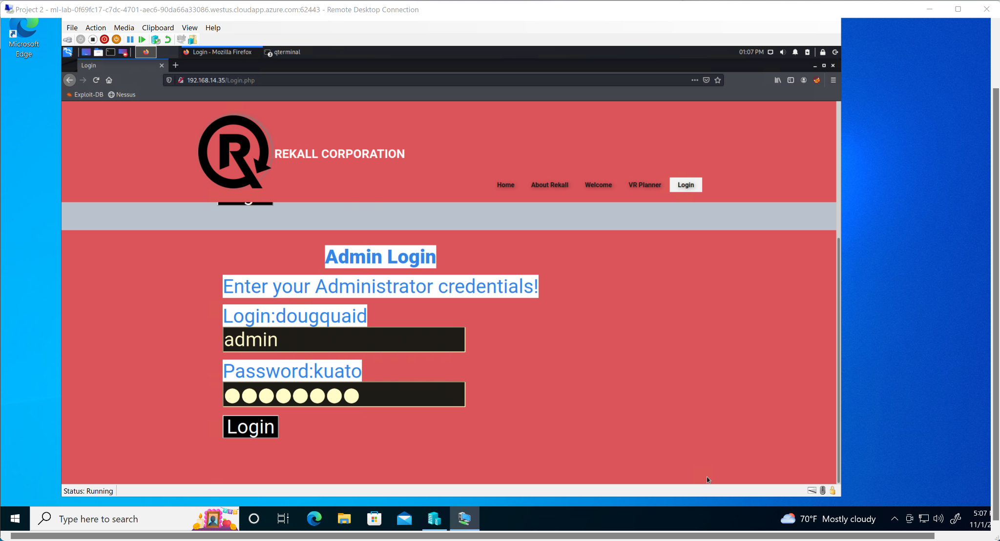 Project 2 - ml-lab-0f69fc17-c7dc-4701-aec6-90da66a33086.westus.cloudapp.azure.com:62443 - Remote Desktop Connection
Microsoft
Edge
File Action Media Clipboard View Help
Login - Mozilla Firefox
3 qterminal
01:07 PM
Login
192.168.14.35/Login.php
Exploit-DB Nessus
R
REKALL CORPORATION
Home About Rekall Welcome VR Planner Login
Admin Login
Enter your Administrator credentials!
Login:dougquaid
admin
Password:kuato
Login
Status: Running
Type here to search
70°F Mostly cloudy
5:07
11/1/2